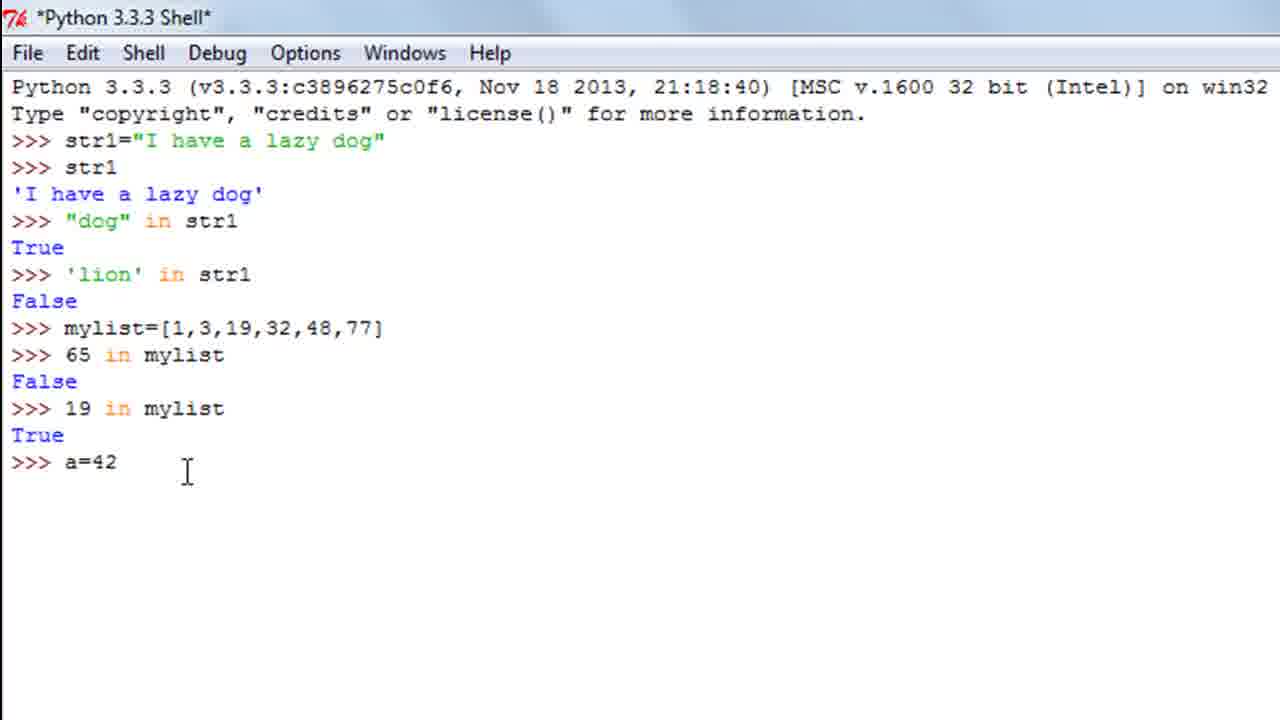 *Python 3.3.3 Shell*
File Edit Shell Debug Options Windows Help
Python 3.3.3 (v3.3.3:c3896275c0f6, Nov 18 2013, 21:18:40) [MSC v.1600 32 bit (Intel)] on win32
Type "copyright", "credits" or "license()" for more information.
>>> str1="I have a lazy dog"
>>> str1
'I have a lazy dog'
>>> "dog" in str1
True
>>> 'lion' in str1
False
>>> mylist=[1,3,19,32,48,77]
>>> 65 in mylist
False
>>> 19 in mylist
True
>>> a=42